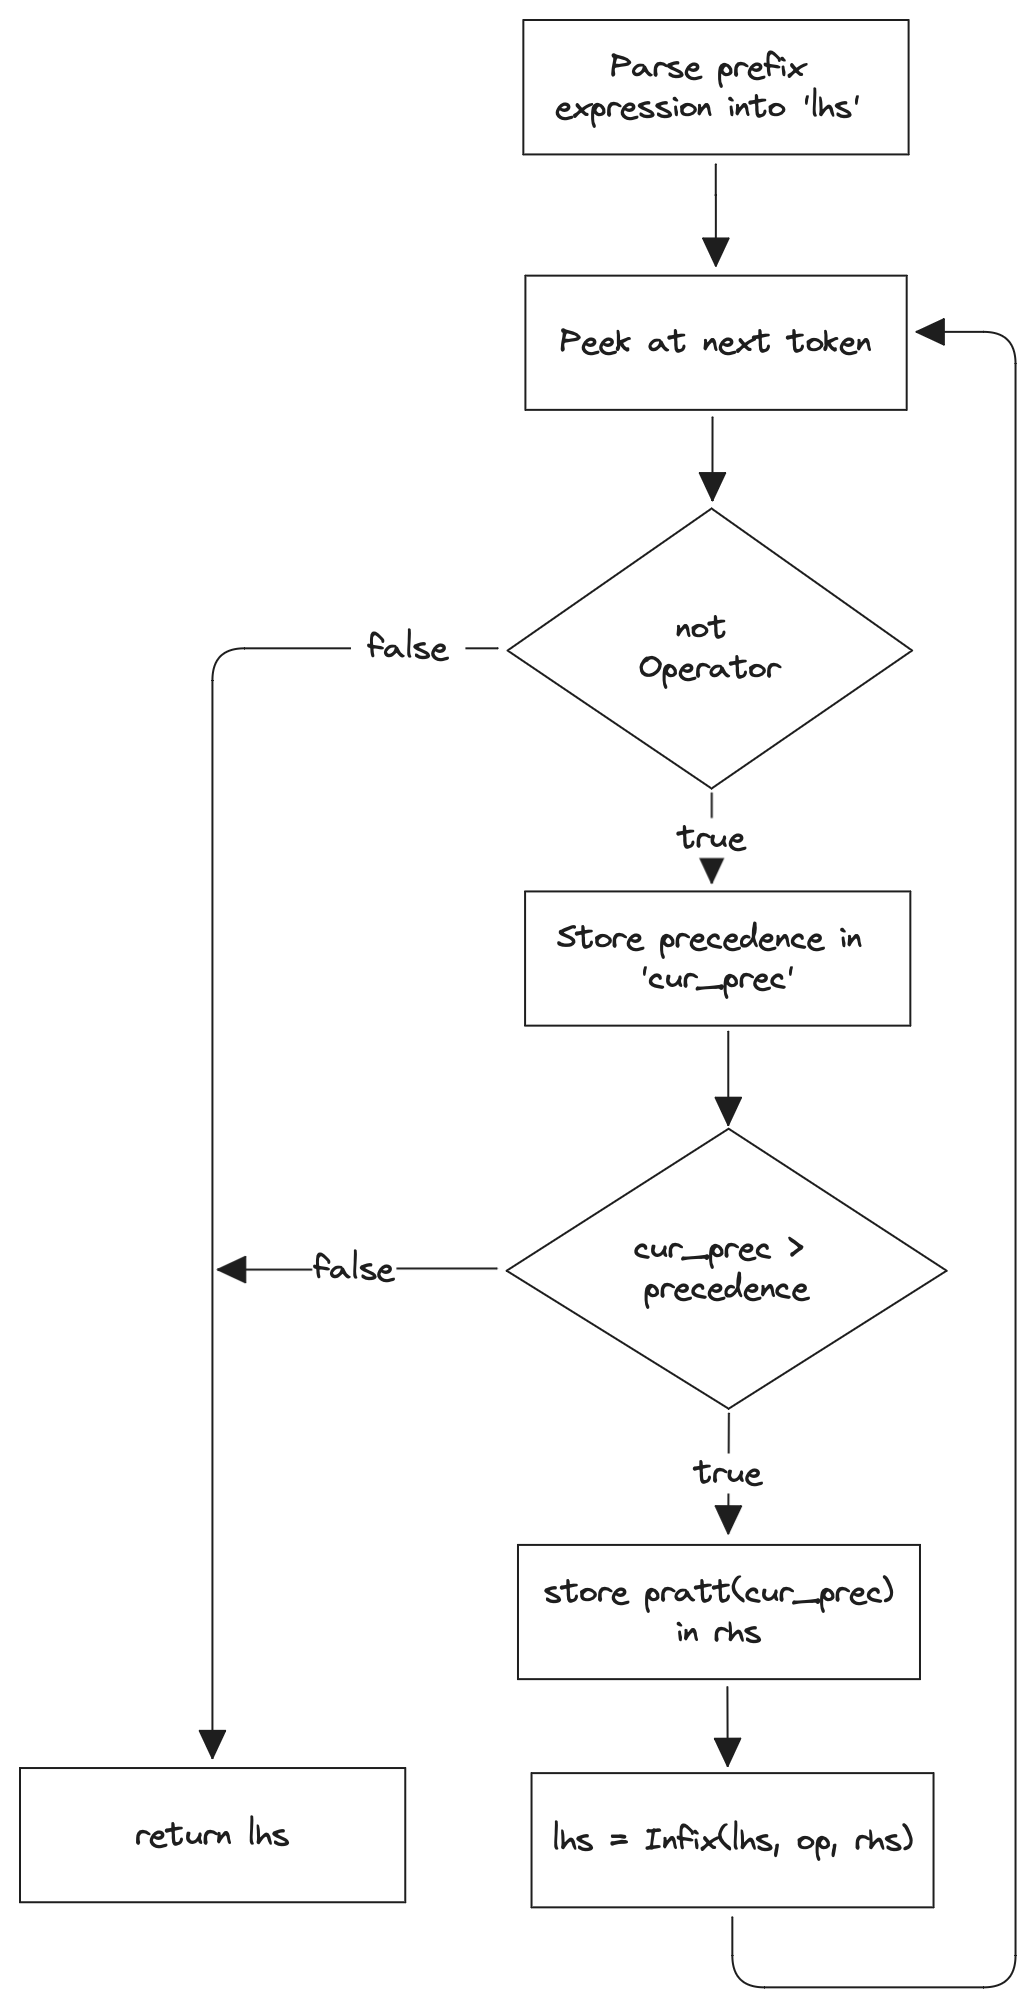 Parse prefix
expression into 'lhs'
Peek at next token
not
Operator
false
true
Store precedence in
'cur_prec'
cur_prec >
precedence
false
true
store pratt(cur_prec)
in rhs
lhs = Infix(lhs, op, rhs)
return lhs